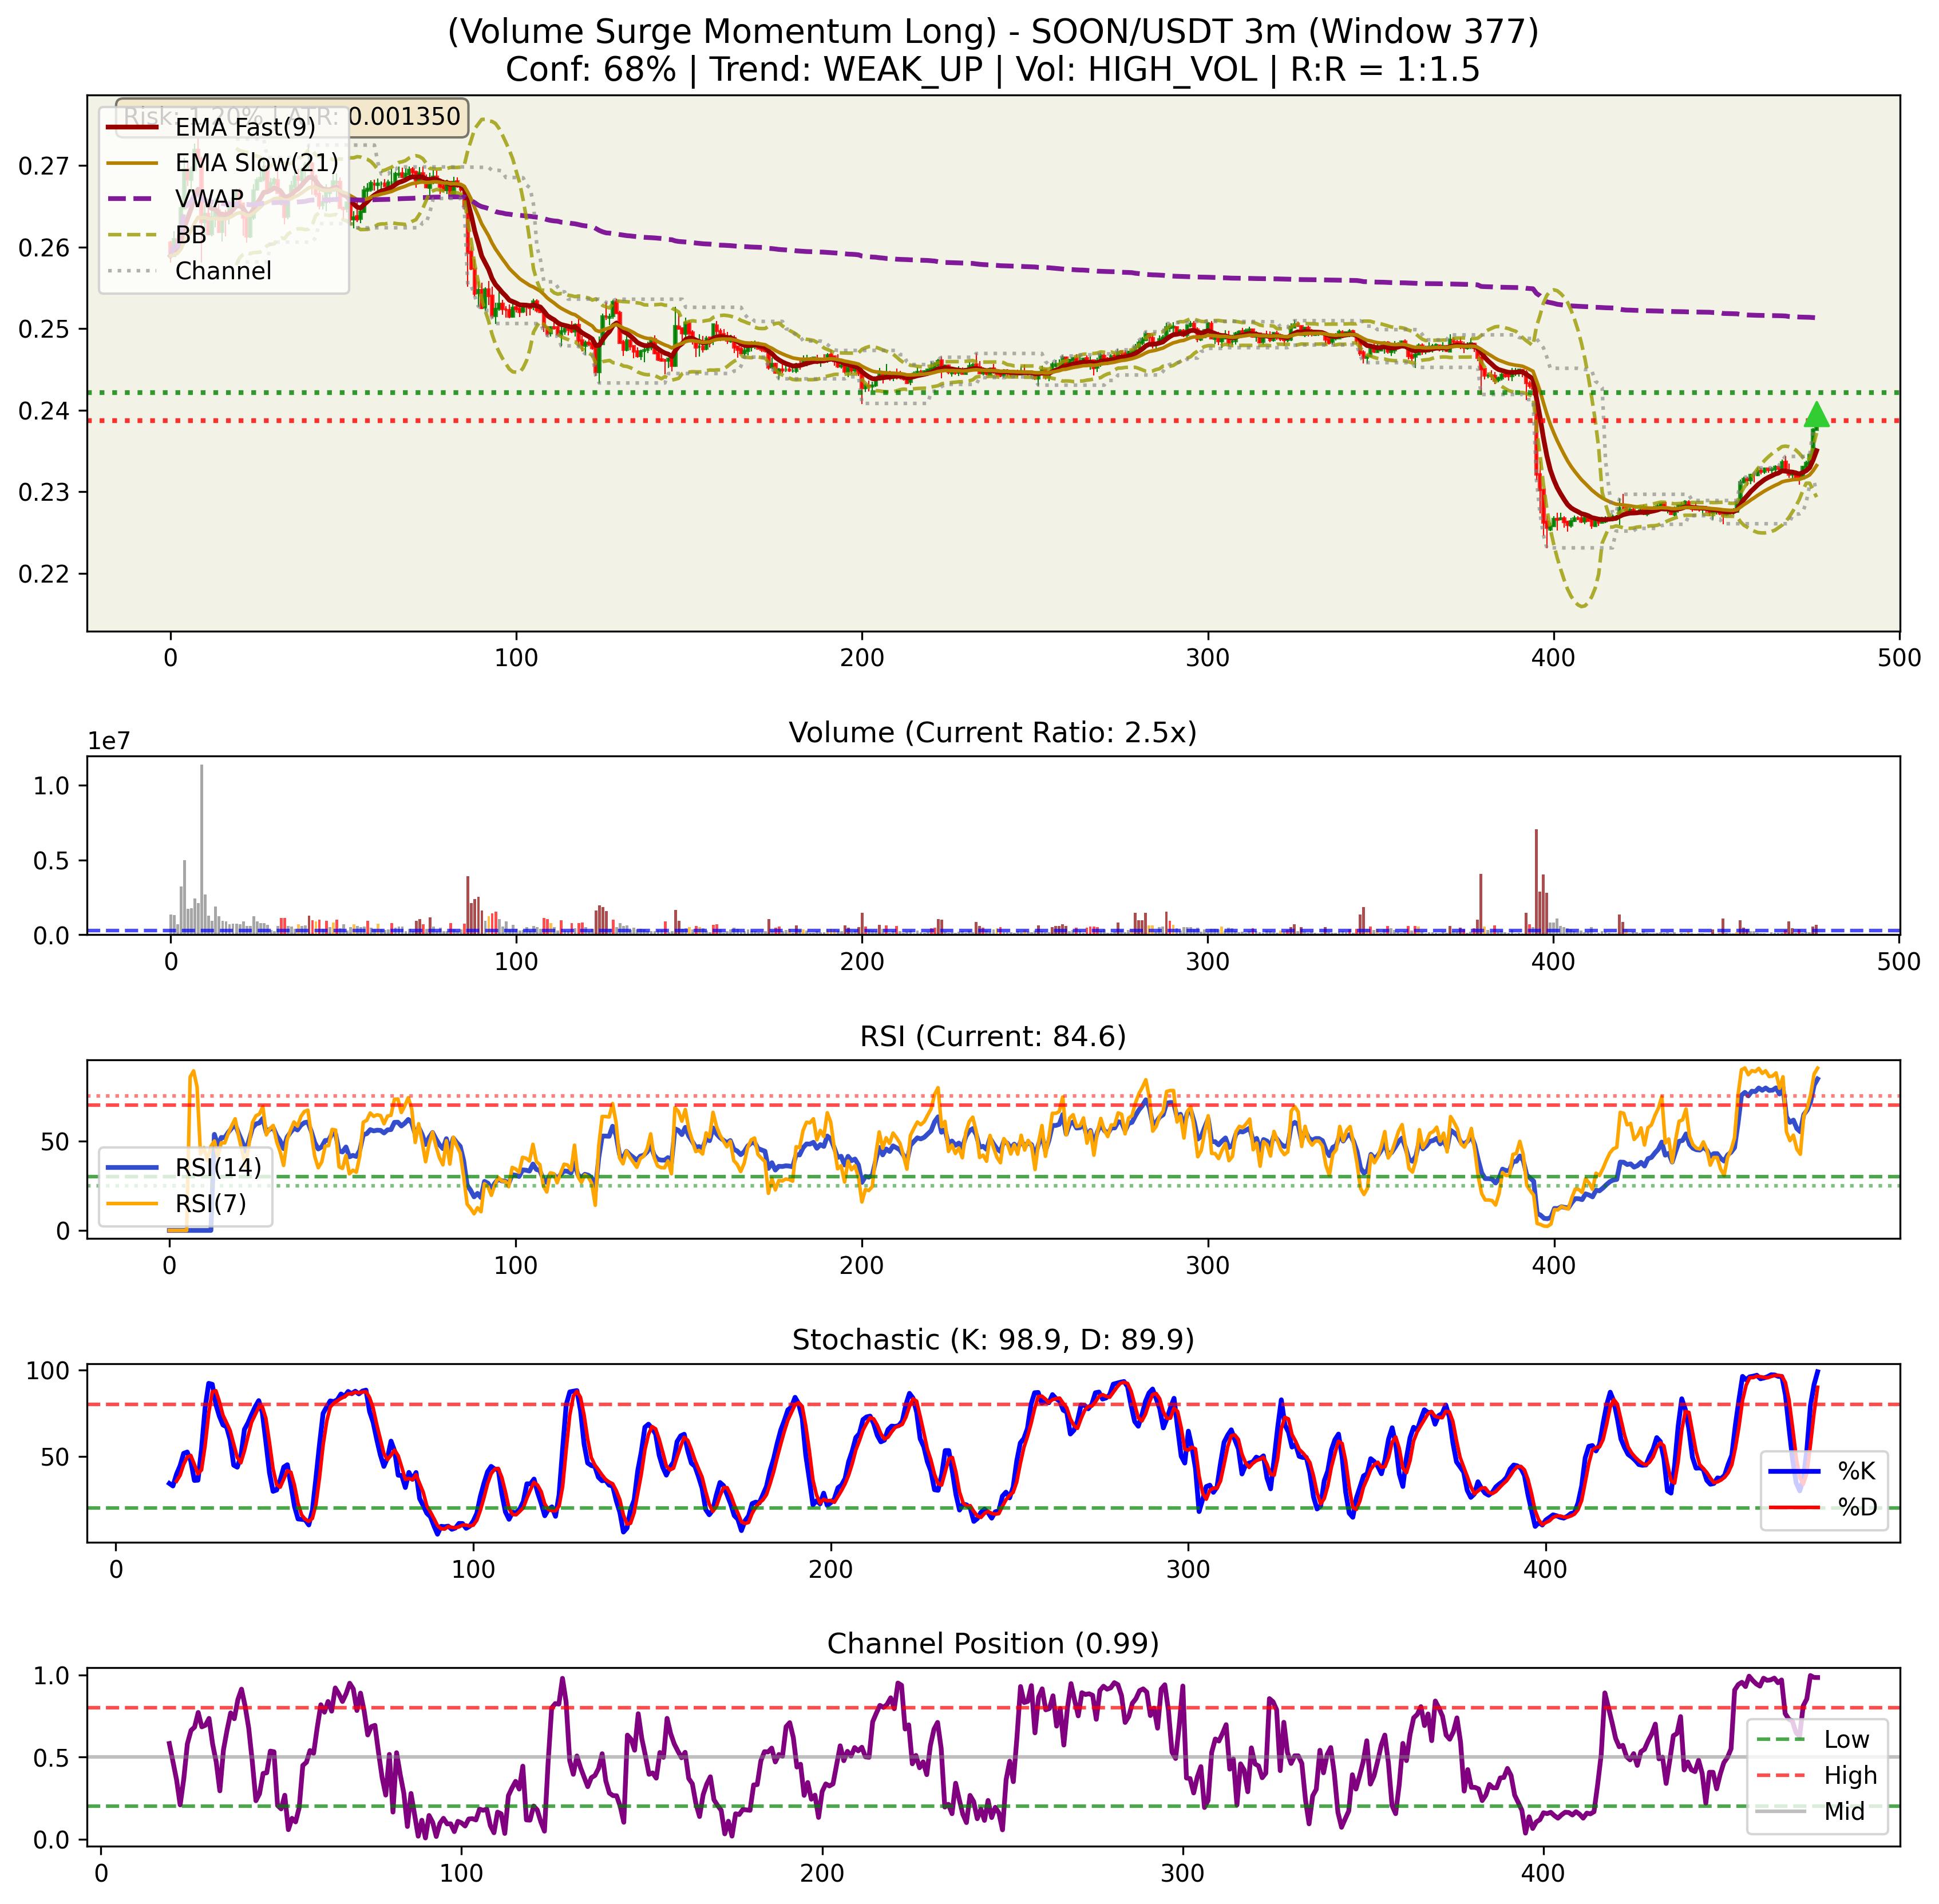 (Volume Surge Momentum Long) - SOON/USDT 3m (Window 377)
Conf: 68% | Trend: WEAK_UP | Vol: HIGH_VOL | R:R = 1:1.5
Risk: 1.20% | ATR: 0.001350
EMA Fast(9)
EMA Slow(21)
VWAP
BB
Channel
0.27
0.26
0.25
0.24
0.23
0.22
0 100 200 300 400 500
Volume (Current Ratio: 2.5x)
1e7
1.0
0.5
0.0
0 100 200 300 400 500
RSI (Current: 84.6)
50
0
RSI(14)
RSI(7)
0 100 200 300 400
Stochastic (K: 98.9, D: 89.9)
100
50
%K
%D
0 100 200 300 400
Channel Position (0.99)
1.0
0.5
0.0
Low
High
Mid
0 100 200 300 400